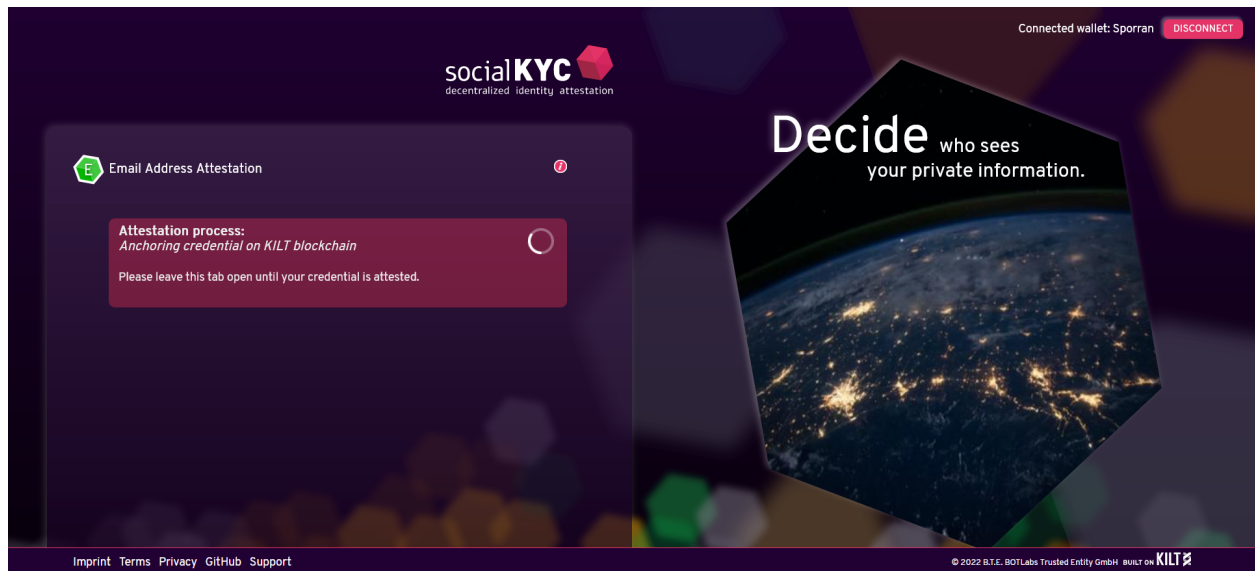 Connected wallet: Sporran DISCONNECT
socialKYC
decentralized identity attestation
E Email Address Attestation i
Attestation process:
Anchoring credential on KILT blockchain
Please leave this tab open until your credential is attested.
Decide who sees
your private information.
Imprint Terms Privacy GitHub Support
© 2022 B.T.E. BOTLabs Trusted Entity GmbH BUILT ON KILT